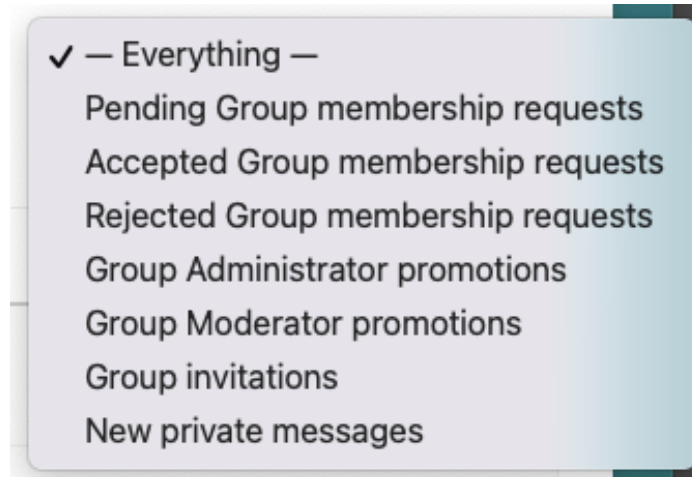 ✓ — Everything —
Pending Group membership requests
Accepted Group membership requests
Rejected Group membership requests
Group Administrator promotions
Group Moderator promotions
Group invitations
New private messages